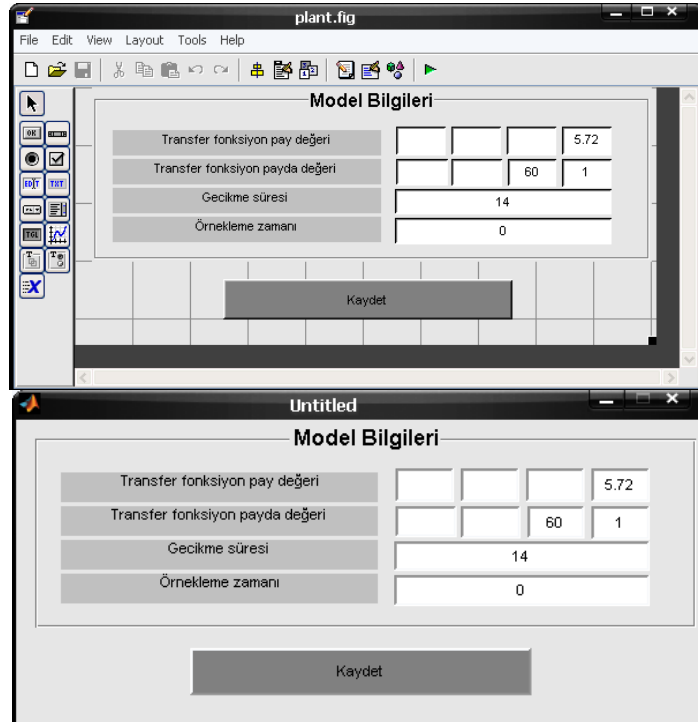 plant.fig
File Edit View Layout Tools Help
OK
EDIT TXT
TGL
Model Bilgileri
Transfer fonksiyon pay değeri 5.72
Transfer fonksiyon payda değeri 60 1
Gecikme süresi 14
Örnekleme zamanı 0
Kaydet
Untitled
Model Bilgileri
Transfer fonksiyon pay değeri 5.72
Transfer fonksiyon payda değeri 60 1
Gecikme süresi 14
Örnekleme zamanı 0
Kaydet